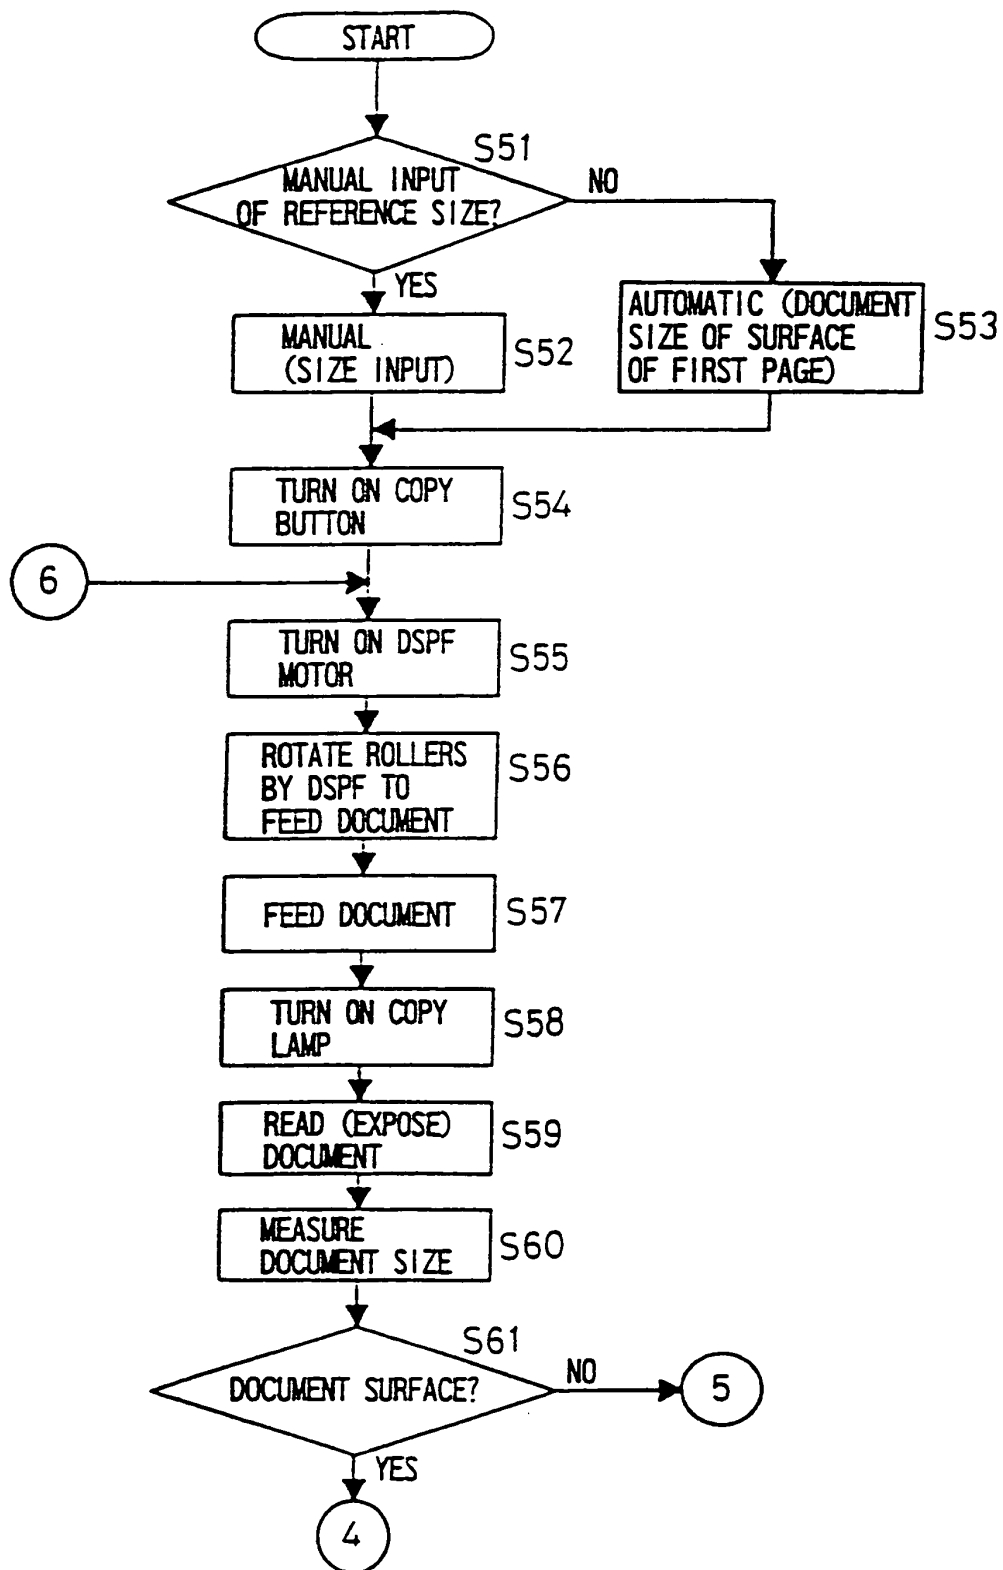 START
S51
MANUAL INPUT
OF REFERENCE SIZE?
NO
YES
MANUAL
(SIZE INPUT)
S52
AUTOMATIC (DOCUMENT
SIZE OF SURFACE
OF FIRST PAGE)
S53
TURN ON COPY
BUTTON
S54
6
TURN ON DSPF
MOTOR
S55
ROTATE ROLLERS
BY DSPF TO
FEED DOCUMENT
S56
FEED DOCUMENT
S57
TURN ON COPY
LAMP
S58
READ (EXPOSE)
DOCUMENT
S59
MEASURE
DOCUMENT SIZE
S60
S61
DOCUMENT SURFACE?
NO
5
YES
4